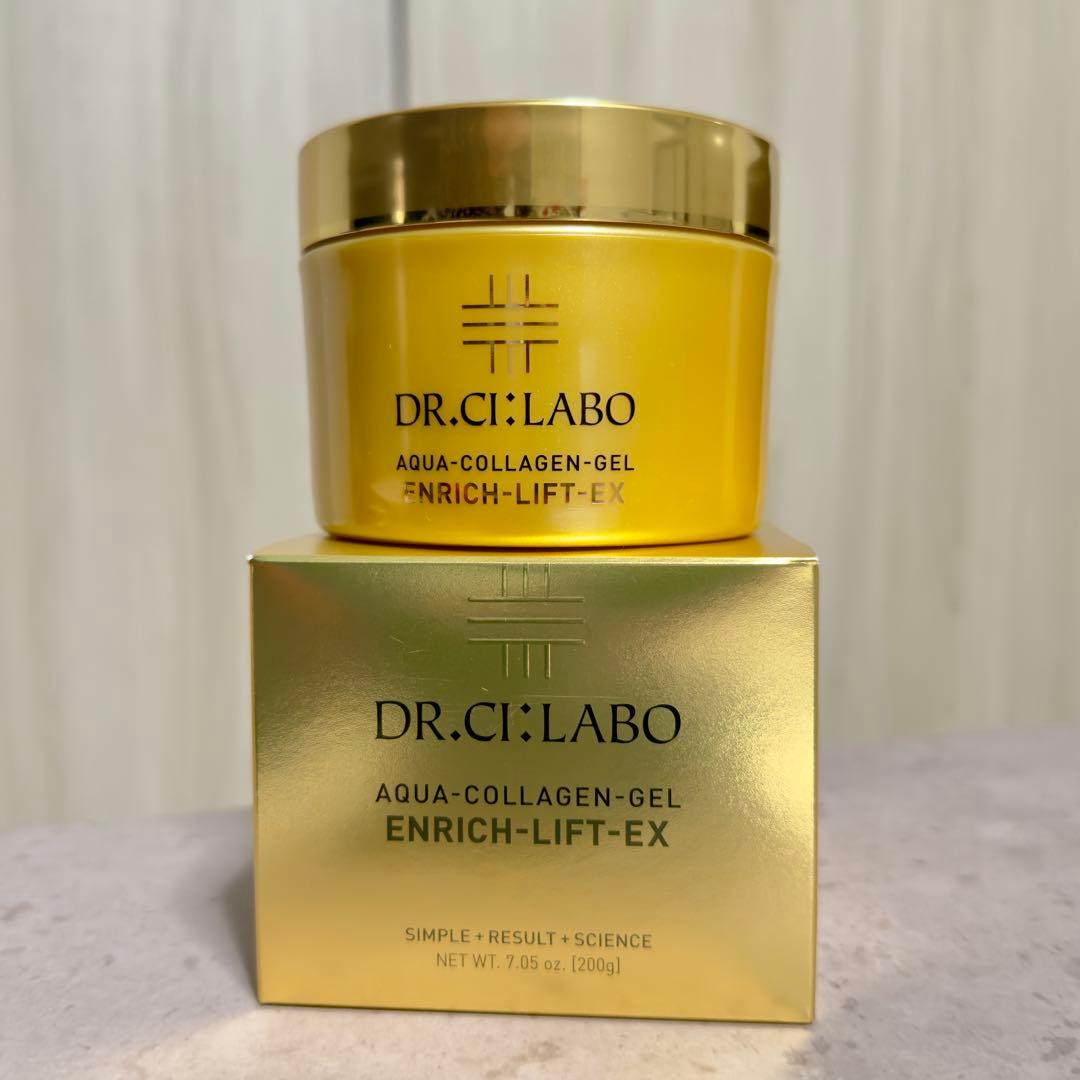 DR.CI:LABO
AQUA-COLLAGEN-GEL
ENRICH-LIFT-EX
DR.CI:LABO
AQUA-COLLAGEN-GEL
ENRICH-LIFT-EX
SIMPLE + RESULT + SCIENCE
NET WT. 7.05 oz. [200g]